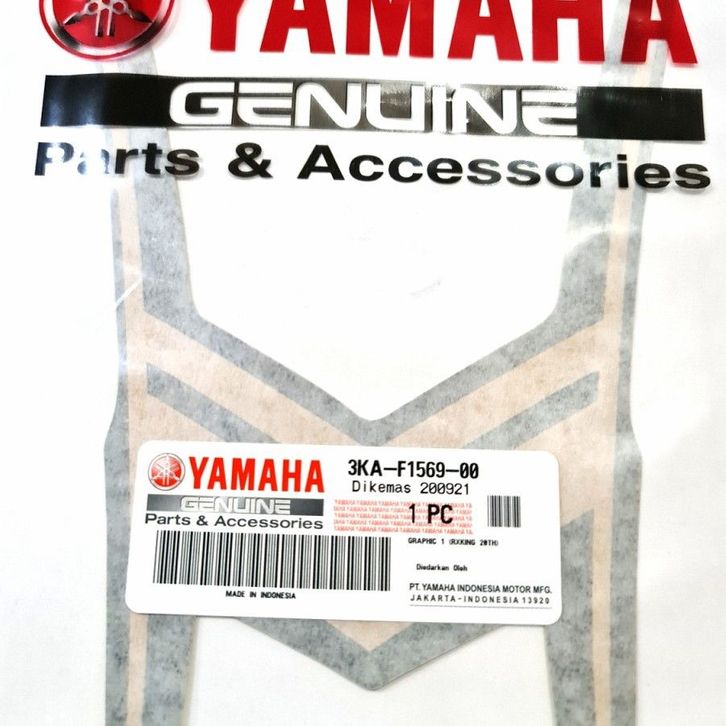 YAMAHA
GENUINE
Parts & Accessories
YAMAHA
GENUINE
Parts & Accessories
3KA-F1569-00
Dikemas 200921
1 PC
GRAPHIC 1 (RXKING 20TH)
Diedarkan Oleh
MADE IN INDONESIA
PT. YAMAHA INDONESIA MOTOR MFG.
JAKARTA-INDONESIA 13920